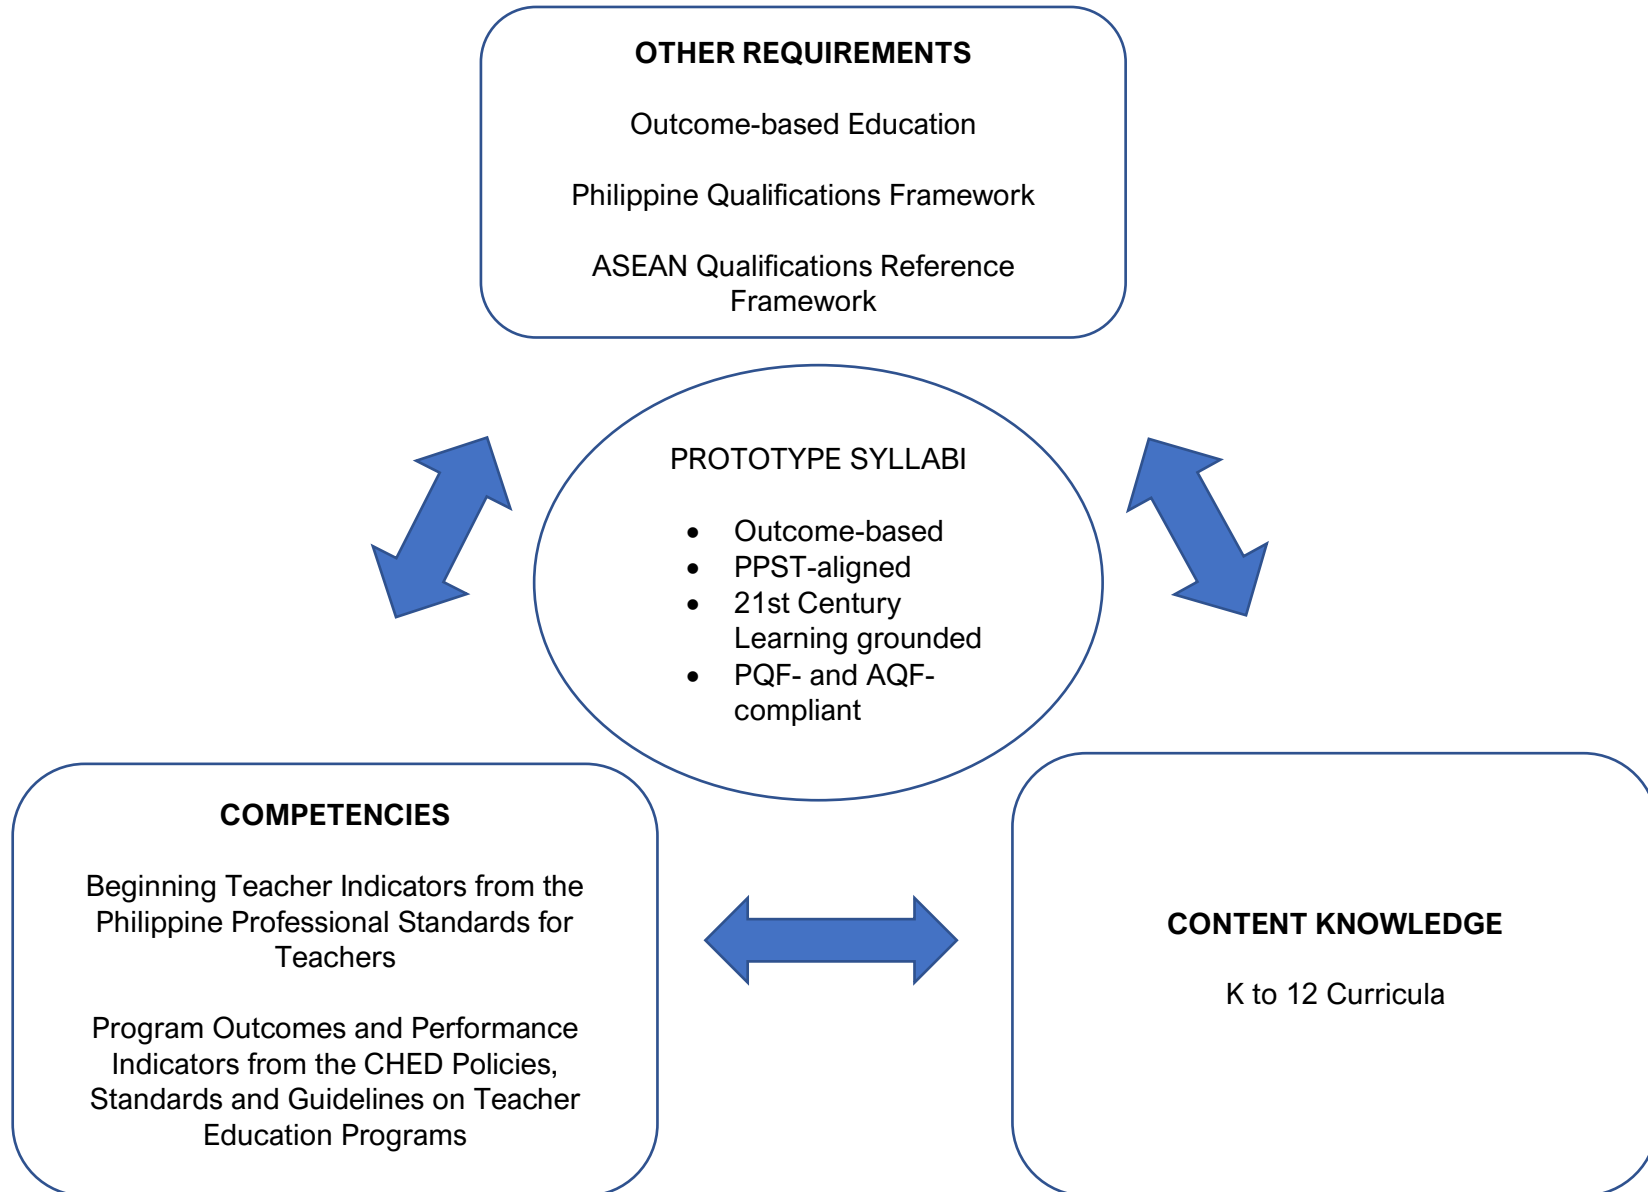 OTHER REQUIREMENTS
Outcome-based Education
Philippine Qualifications Framework
ASEAN Qualifications Reference
Framework
PROTOTYPE SYLLABI
• Outcome-based
• PPST-aligned
• 21st Century
Learning grounded
• PQF- and AQF-
compliant
COMPETENCIES
Beginning Teacher Indicators from the
Philippine Professional Standards for
Teachers
Program Outcomes and Performance
Indicators from the CHED Policies,
Standards and Guidelines on Teacher
Education Programs
CONTENT KNOWLEDGE
K to 12 Curricula